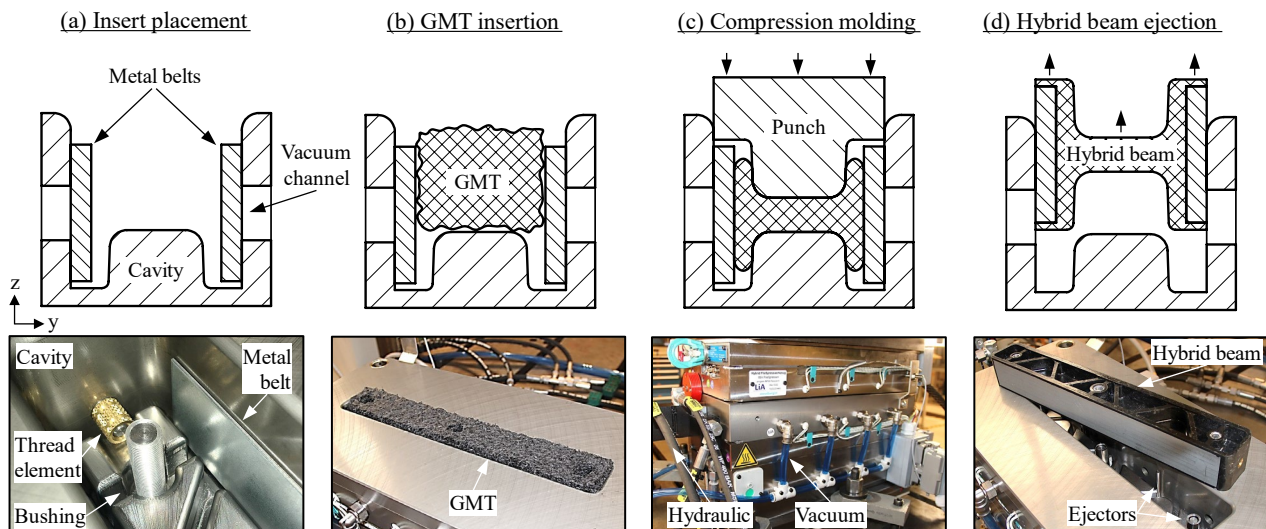 (a) Insert placement
(b) GMT insertion
(c) Compression molding
(d) Hybrid beam ejection
Metal belts
Vacuum
channel
Cavity
z
y
GMT
Punch
Hybrid beam
Cavity
Metal
belt
Thread
element
Bushing
GMT
LiA
Hydraulic
Vacuum
Hybrid beam
Ejectors